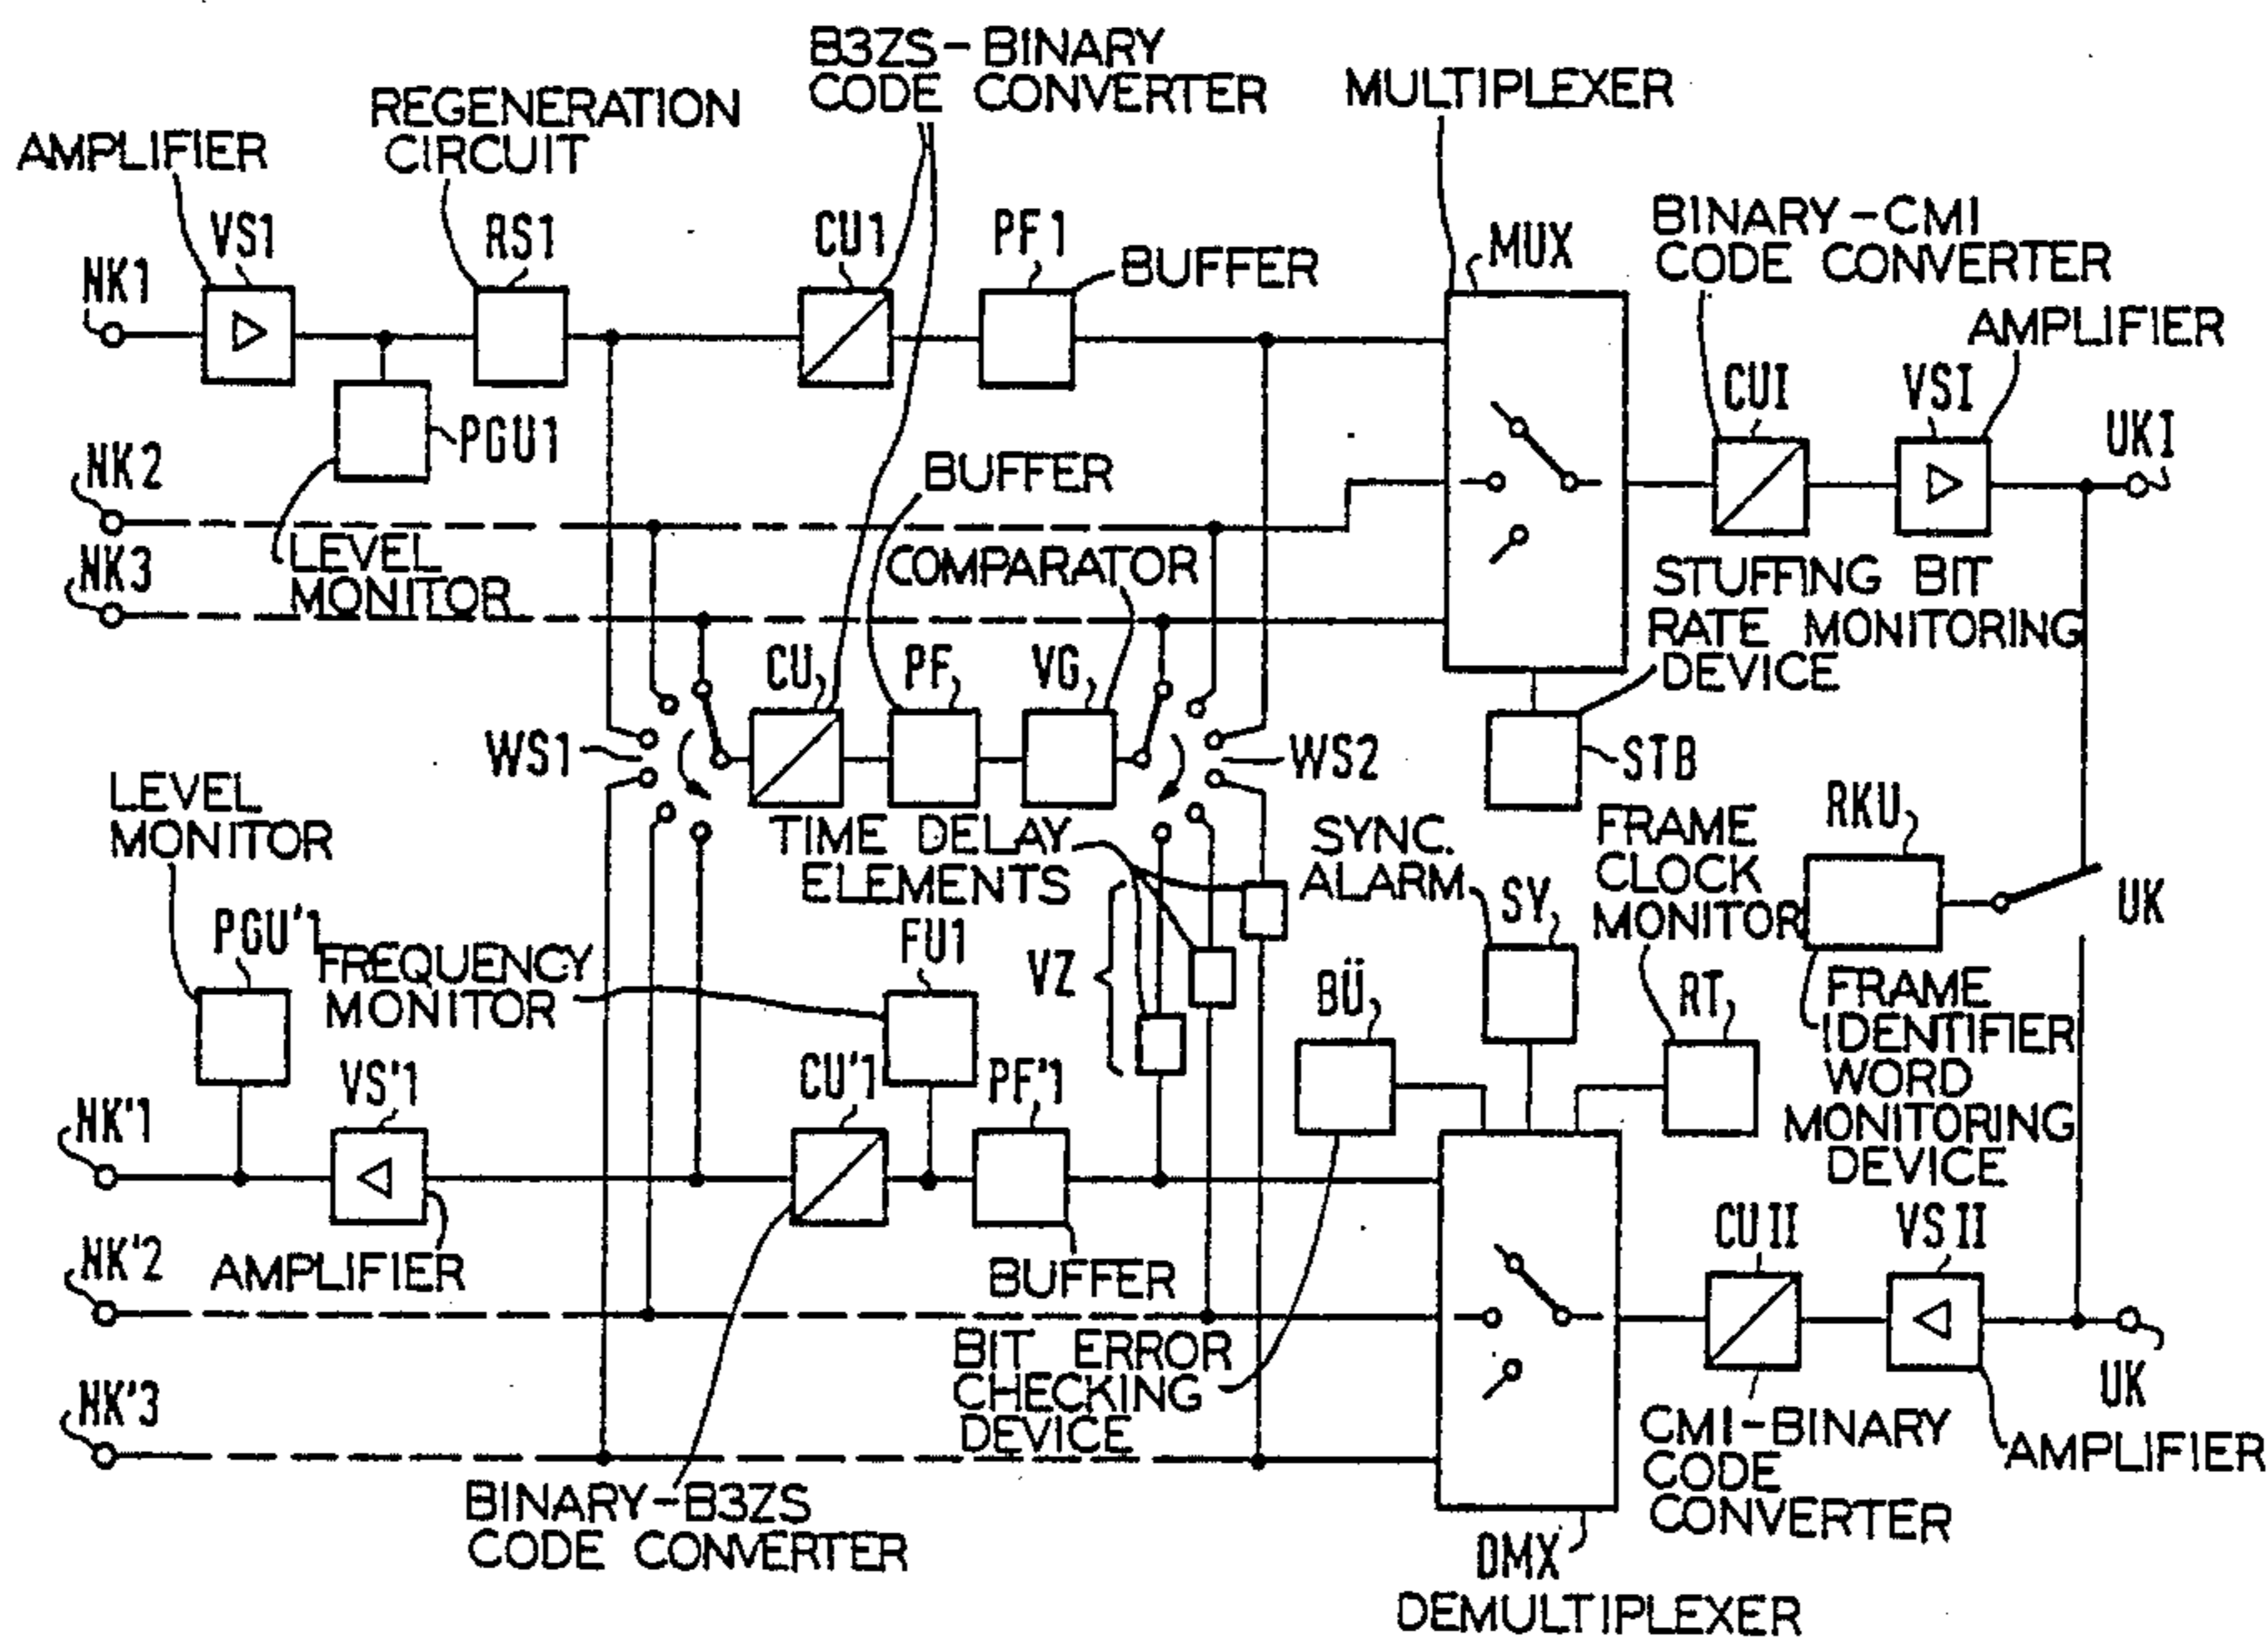 B3ZS-BINARY
CODE CONVERTER
MULTIPLEXER
REGENERATION
CIRCUIT
AMPLIFIER
BINARY-CMI
CODE CONVERTER
VS1
RS1
CU1
PF1
BUFFER
MUX
NK1
AMPLIFIER
CUI
VSI
UKI
PGU1
NK2
BUFFER
LEVEL
MONITOR
NK3
COMPARATOR
STUFFING BIT
RATE MONITORING
DEVICE
CU
PF
VG
WS1
WS2
STB
LEVEL
MONITOR
TIME DELAY
ELEMENTS
SYNC.
ALARM
FRAME
CLOCK
MONITOR
RKU
UK
PGU'1
FREQUENCY
MONITOR
FU1
VZ
BÜ
SY
RT
FRAME
IDENTIFIER
WORD
MONITORING
DEVICE
NK'1
VS'1
CU'1
PF'1
CUII
VSII
NK'2
AMPLIFIER
BUFFER
BIT ERROR
CHECKING
DEVICE
UK
NK'3
CMI-BINARY
CODE
CONVERTER
AMPLIFIER
BINARY-B3ZS
CODE CONVERTER
DMX
DEMULTIPLEXER